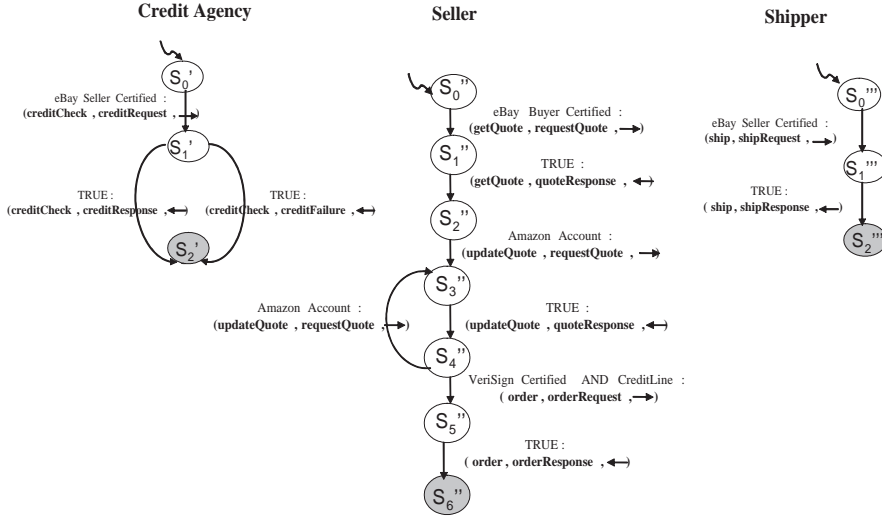 Credit Agency
S0'
eBay Seller Certified :
(creditCheck , creditRequest , →)
S1'
TRUE :
(creditCheck , creditResponse , ←)
TRUE :
(creditCheck , creditFailure , ←)
S2'
Seller
S0''
eBay Buyer Certified :
(getQuote , requestQuote , →)
S1''
TRUE :
(getQuote , quoteResponse , ←)
S2''
Amazon Account :
(updateQuote , requestQuote , →)
S3''
Amazon Account :
(updateQuote , requestQuote , →)
TRUE :
(updateQuote , quoteResponse , ←)
S4''
VeriSign Certified AND CreditLine :
( order , orderRequest , →)
S5''
TRUE :
( order , orderResponse , ←)
S6''
Shipper
S0'''
eBay Seller Certified :
(ship , shipRequest , →)
S1'''
TRUE :
( ship , shipResponse , ←)
S2'''